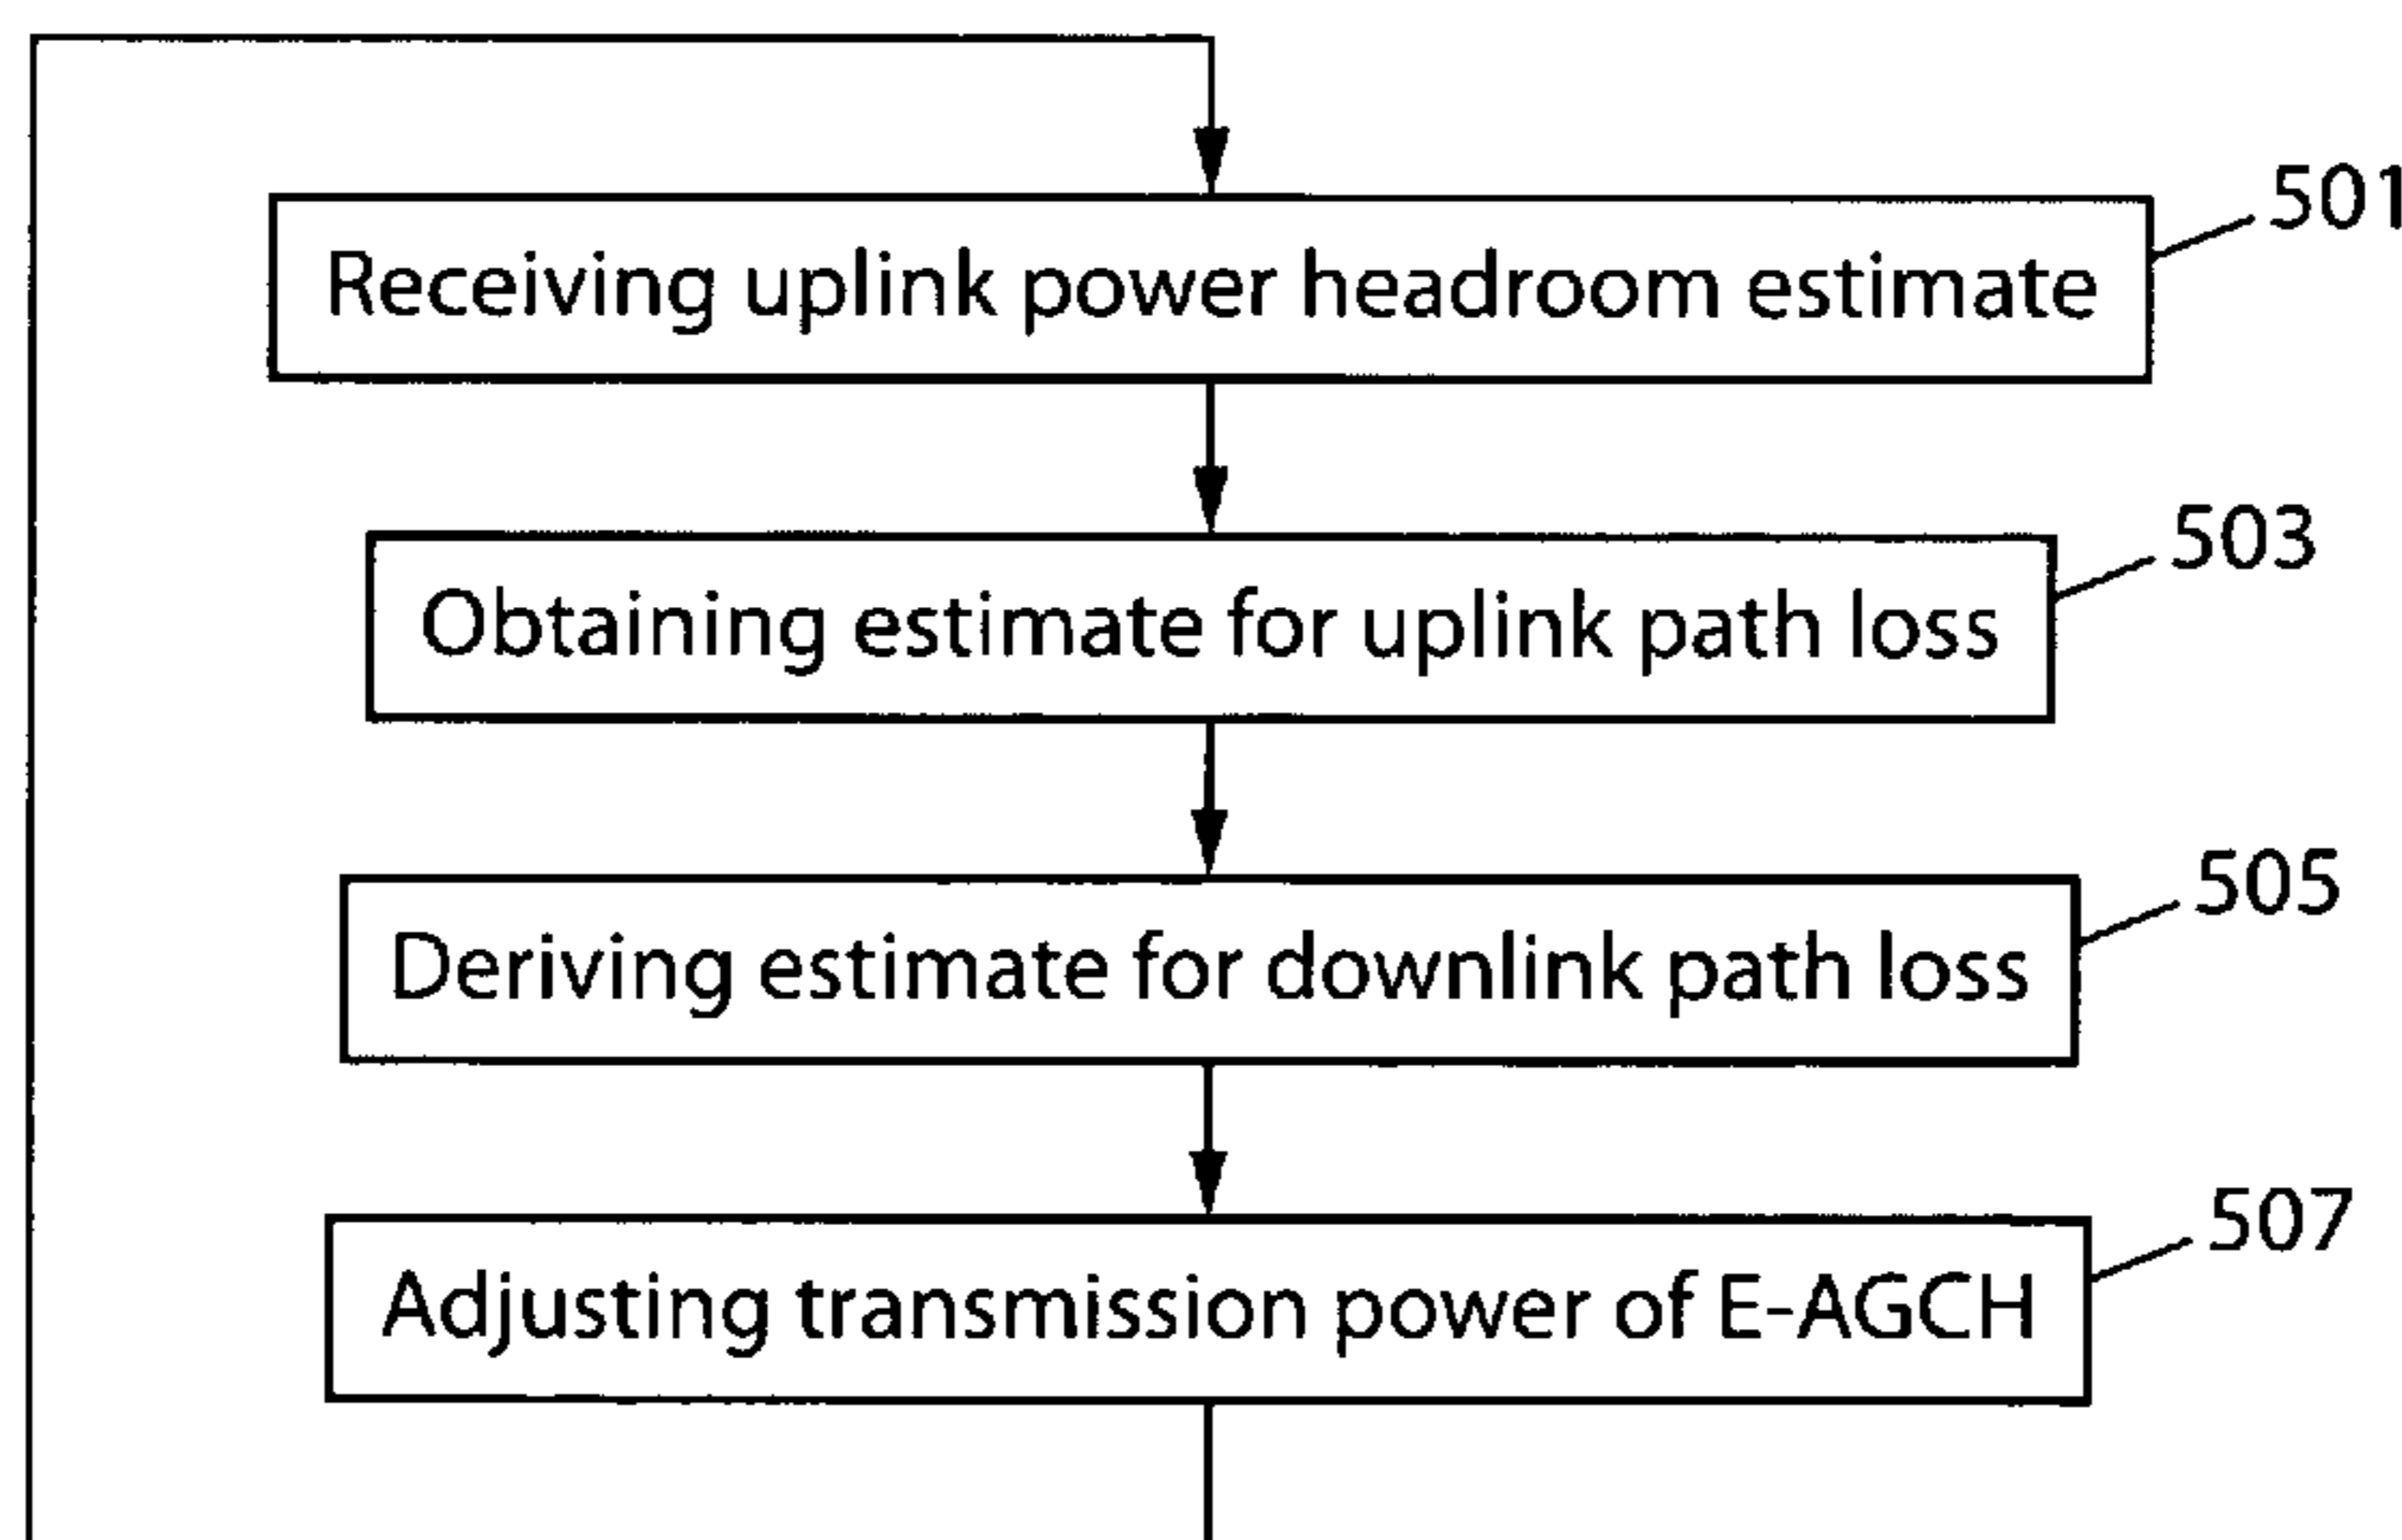 501
Receiving uplink power headroom estimate
503
Obtaining estimate for uplink path loss
505
Deriving estimate for downlink path loss
507
Adjusting transmission power of E-AGCH